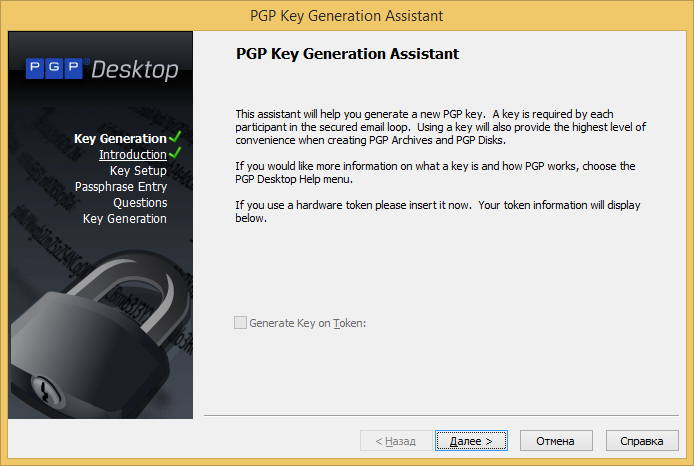 PGP Key Generation Assistant
PGP® Desktop
Key Generation
Introduction
Key Setup
Passphrase Entry
Questions
Key Generation
PGP Key Generation Assistant
This assistant will help you generate a new PGP key. A key is required by each
participant in the secured email loop. Using a key will also provide the highest level of
convenience when creating PGP Archives and PGP Disks.
If you would like more information on what a key is and how PGP works, choose the
PGP Desktop Help menu.
If you use a hardware token please insert it now. Your token information will display
below.
Generate Key on Token:
< Назад
Далее >
Отмена
Справка